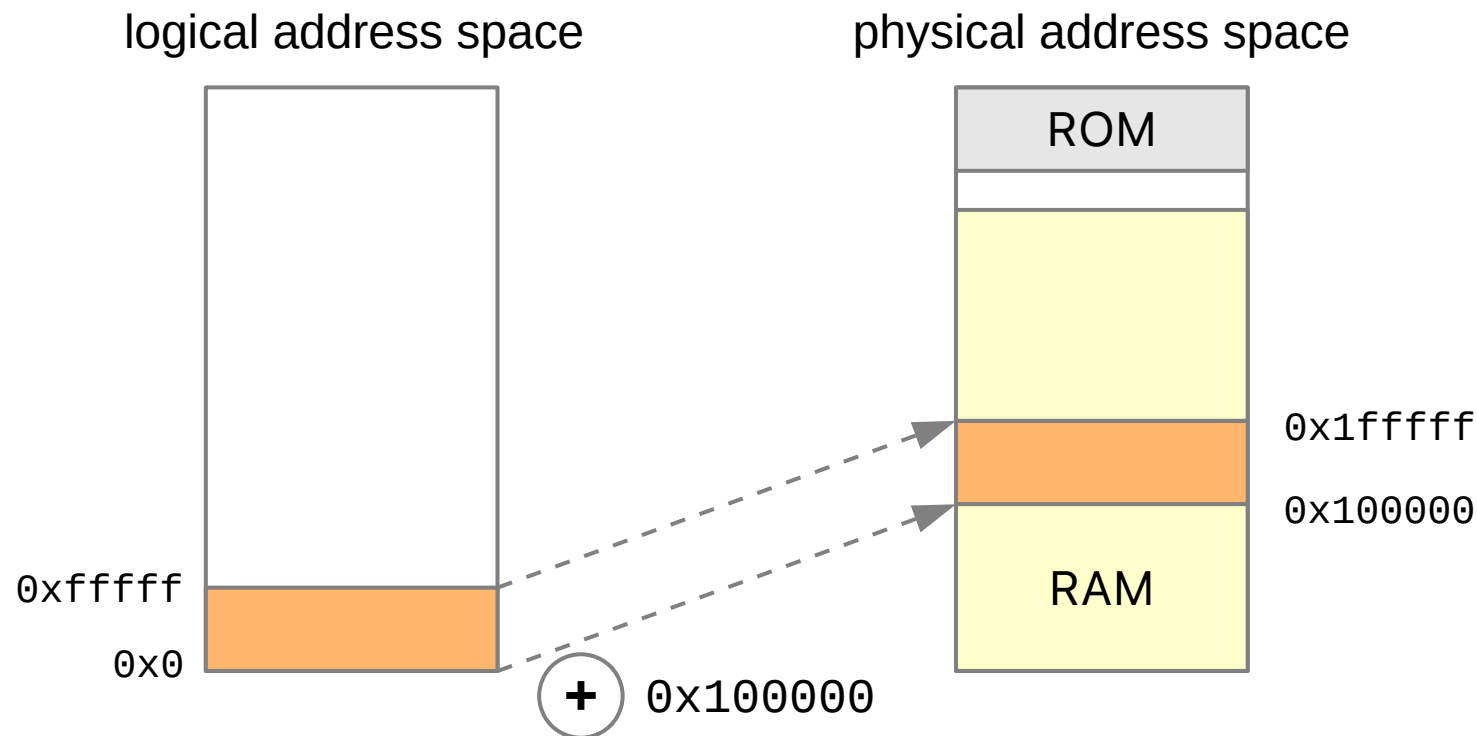 logical address space
physical address space
ROM
0x1fffff
0x100000
0xfffff
RAM
0x0
+ 0x100000